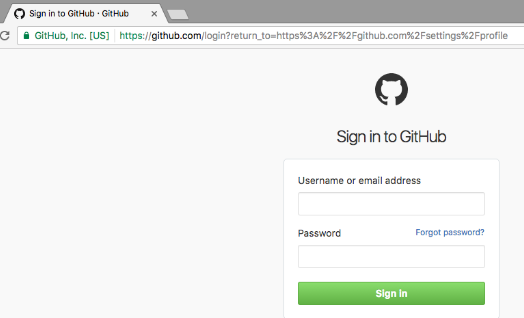 Sign in to GitHub · GitHub
GitHub, Inc. [US] https://github.com/login?return_to=https%3A%2F%2Fgithub.com%2Fsettings%2Fprofile
Sign in to GitHub
Username or email address
Password Forgot password?
Sign in